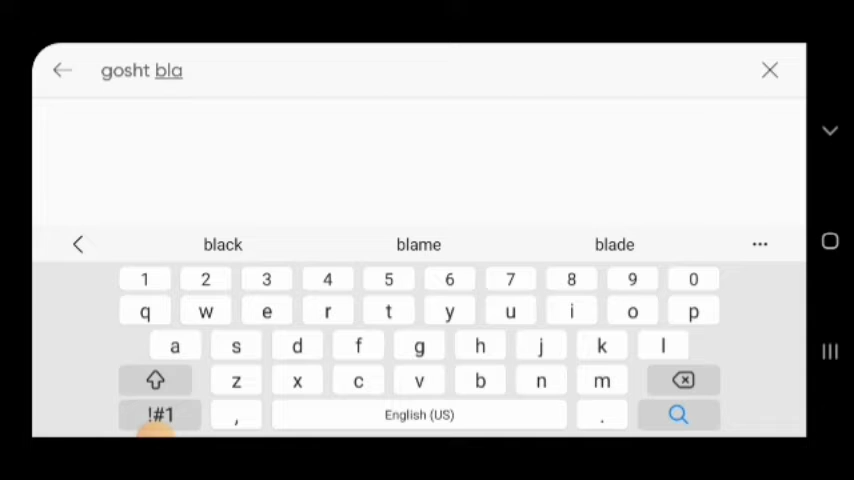 gosht bla
black blame blade
1 2 3 4 5 6 7 8 9 0
q w e r t y u i o p
a s d f g h j k l
z x c v b n m
!#1 , English (US) .